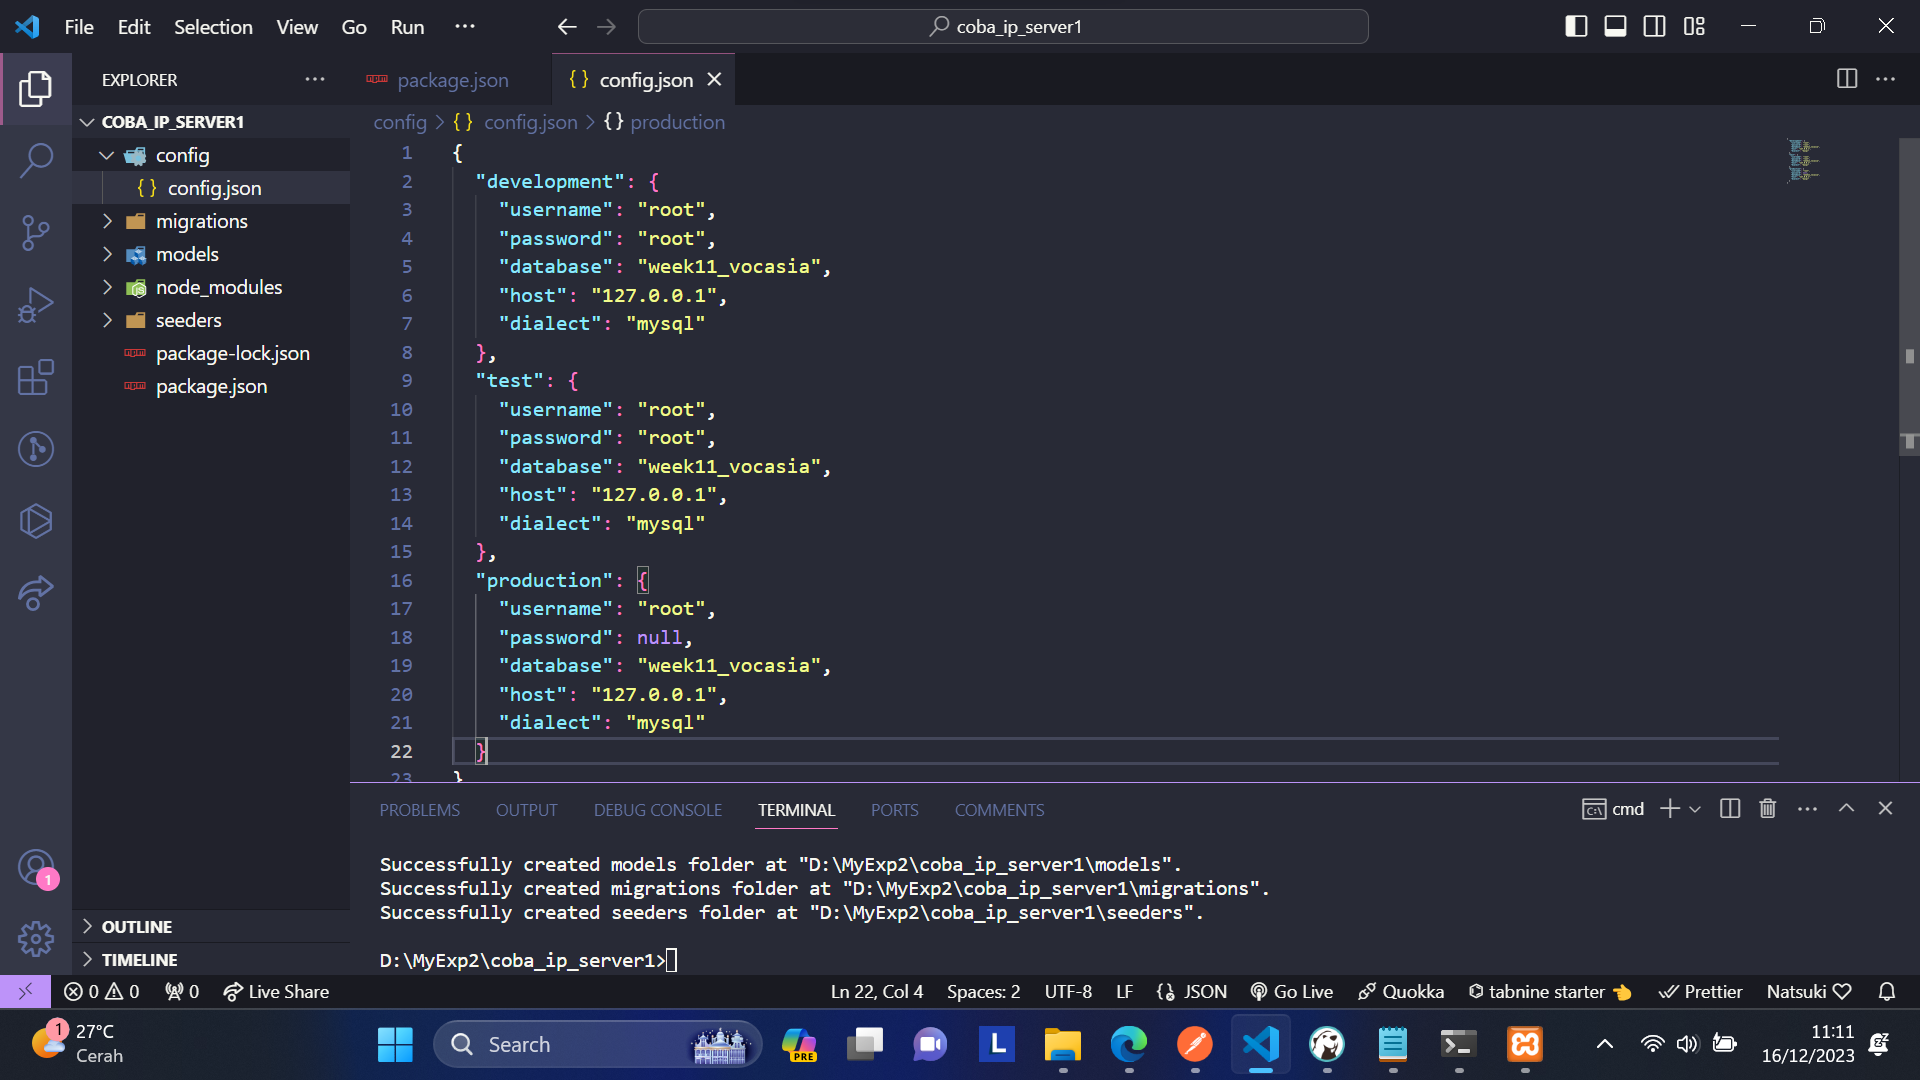 File Edit Selection View Go Run ···
coba_ip_server1
EXPLORER ···
package.json
{} config.json
COBA_IP_SERVER1
config
{} config.json
migrations
models
node_modules
seeders
package-lock.json
package.json
config > {} config.json > {} production
1 {
2 "development": {
3 "username": "root",
4 "password": "root",
5 "database": "week11_vocasia",
6 "host": "127.0.0.1",
7 "dialect": "mysql"
8 },
9 "test": {
10 "username": "root",
11 "password": "root",
12 "database": "week11_vocasia",
13 "host": "127.0.0.1",
14 "dialect": "mysql"
15 },
16 "production": {
17 "username": "root",
18 "password": null,
19 "database": "week11_vocasia",
20 "host": "127.0.0.1",
21 "dialect": "mysql"
22 }
23 }
PROBLEMS OUTPUT DEBUG CONSOLE TERMINAL PORTS COMMENTS
cmd
Successfully created models folder at "D:\MyExp2\coba_ip_server1\models".
Successfully created migrations folder at "D:\MyExp2\coba_ip_server1\migrations".
Successfully created seeders folder at "D:\MyExp2\coba_ip_server1\seeders".
D:\MyExp2\coba_ip_server1>
1
OUTLINE
TIMELINE
0 0 0 Live Share
Ln 22, Col 4 Spaces: 2 UTF-8 LF {} JSON Go Live Quokka tabnine starter Prettier Natsuki
1
27°C
Cerah
Search
PRE
L
11:11
16/12/2023